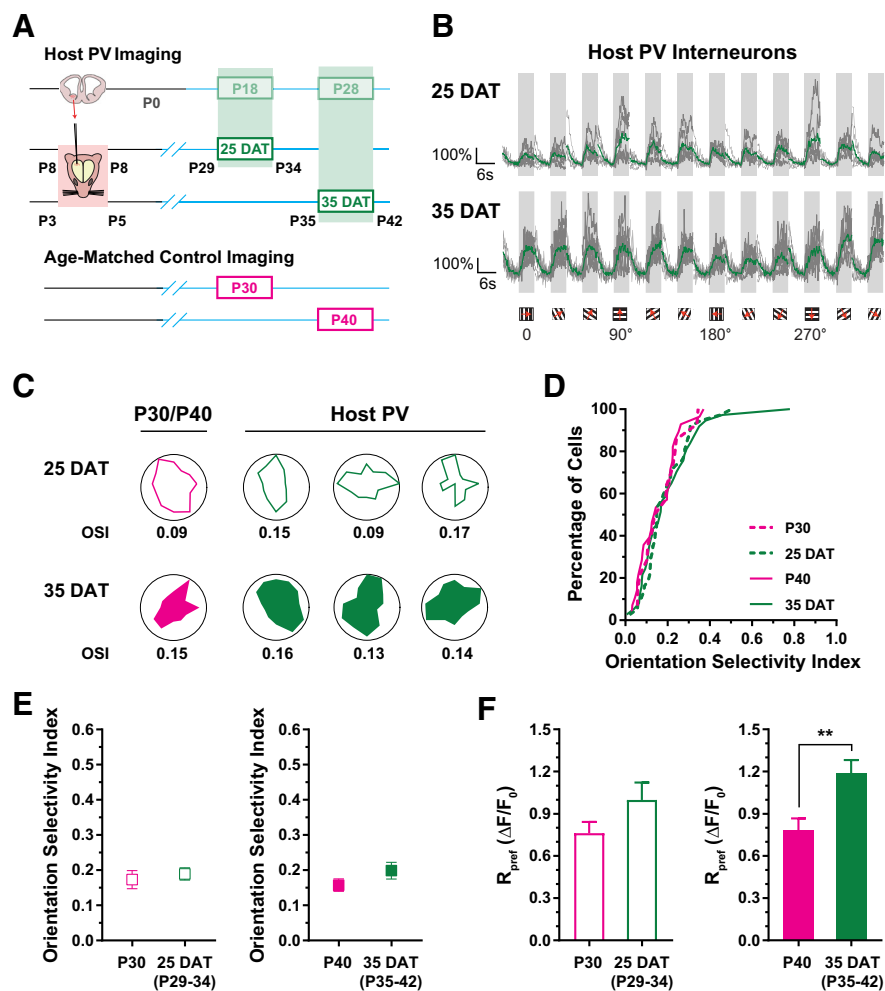 A
Host PV Imaging
P0
P18
P28
P8
P8
P29
25 DAT
P34
P3
P5
P35
35 DAT
P42
Age-Matched Control Imaging
P30
P40
B
Host PV Interneurons
25 DAT
100%
6s
35 DAT
100%
6s
0
90°
180°
270°
C
P30/P40
Host PV
25 DAT
OSI
0.09
0.15
0.09
0.17
35 DAT
OSI
0.15
0.16
0.13
0.14
D
Percentage of Cells
100
80
60
40
20
0
P30
25 DAT
P40
35 DAT
0.0
0.2
0.4
0.6
0.8
1.0
Orientation Selectivity Index
E
Orientation Selectivity Index
0.6
0.5
0.4
0.3
0.2
0.1
0.0
P30
25 DAT
(P29-34)
Orientation Selectivity Index
0.6
0.5
0.4
0.3
0.2
0.1
0.0
P40
35 DAT
(P35-42)
F
Rpref (ΔF/F0)
1.5
1.2
0.9
0.6
0.3
0.0
P30
25 DAT
(P29-34)
Rpref (ΔF/F0)
1.5
1.2
0.9
0.6
0.3
0.0
**
P40
35 DAT
(P35-42)